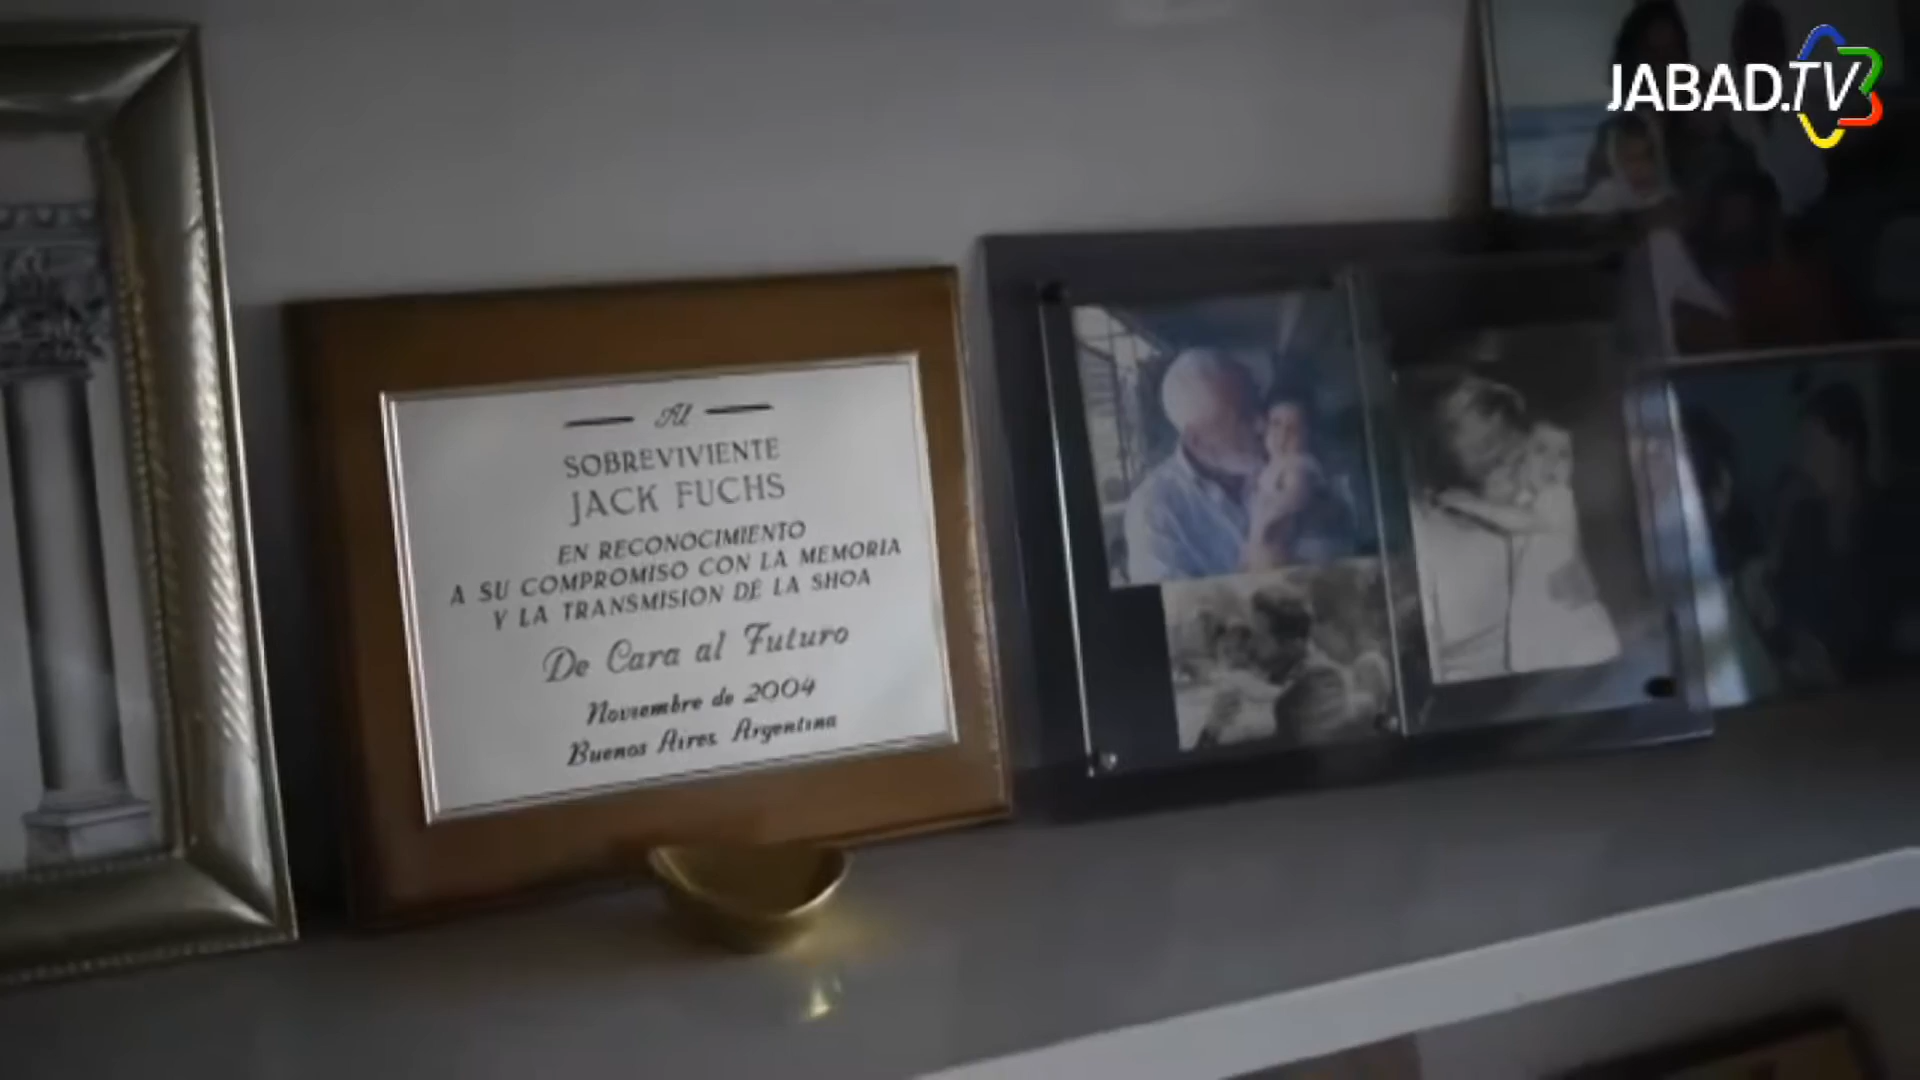 JABAD.TV
Al
SOBREVIVIENTE
JACK FUCHS
EN RECONOCIMIENTO
A SU COMPROMISO CON LA MEMORIA
Y LA TRANSMISION DE LA SHOA
De Cara al Futuro
Noviembre de 2004
Buenos Aires, Argentina